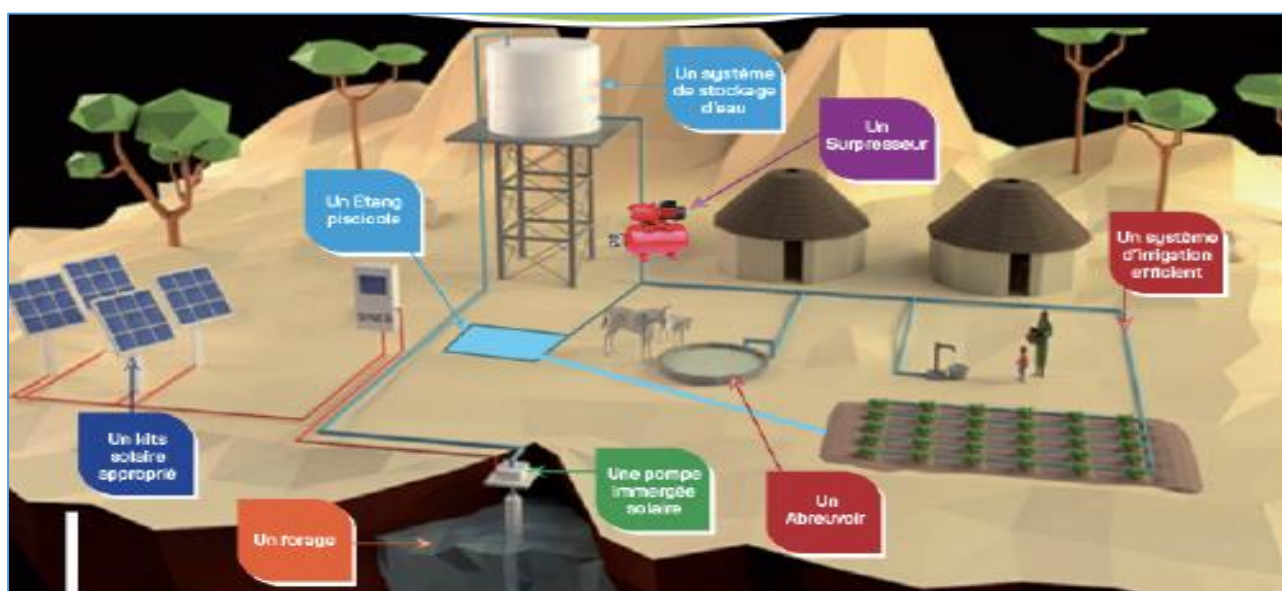 Un système
de stockage
d'eau
Un
Surpresseur
Un Etang
piscicole
Un système
d'irrigation
efficient
Un kits
solaire
approprié
Une pompe
immergée
solaire
Un
Abreuvoir
Un forage